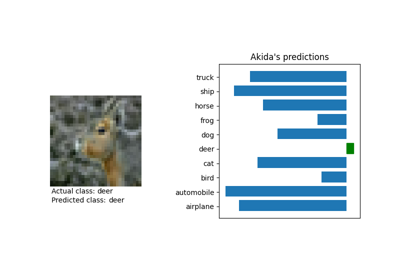 Akida's predictions
truck
ship
horse
frog
dog
deer
cat
bird
automobile
airplane
Actual class: deer
Predicted class: deer